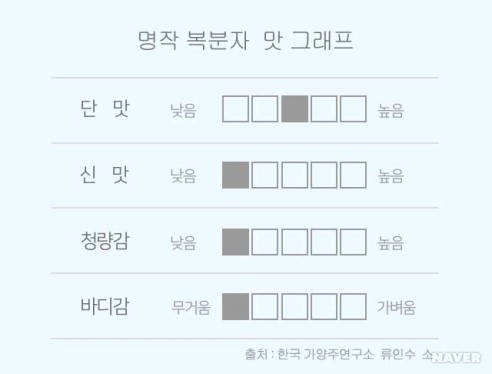 명작 복분자 맛 그래프
단 맛 낮음 높음
신 맛 낮음 높음
청량감 낮음 높음
바디감 무거움 가벼움
출처 : 한국 가양주연구소 류인수 소
NAVER